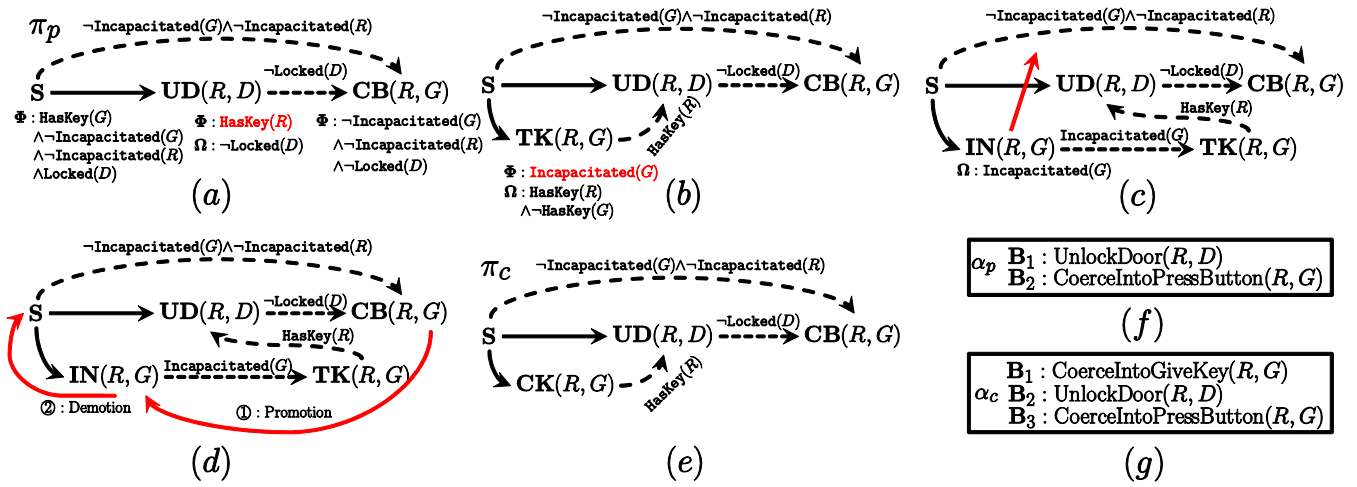 π_p
¬Incapacitated(G)∧¬Incapacitated(R)
S
UD(R, D)
¬Locked(D)
CB(R, G)
Φ : HasKey(G)
∧¬Incapacitated(G)
∧¬Incapacitated(R)
∧Locked(D)
Φ : HasKey(R)
Ω : ¬Locked(D)
Φ : ¬Incapacitated(G)
∧¬Incapacitated(R)
∧¬Locked(D)
(a)
¬Incapacitated(G)∧¬Incapacitated(R)
S
UD(R, D)
¬Locked(D)
CB(R, G)
TK(R, G)
HasKey(R)
Φ : Incapacitated(G)
Ω : HasKey(R)
∧¬HasKey(G)
(b)
¬Incapacitated(G)∧¬Incapacitated(R)
S
UD(R, D)
¬Locked(D)
CB(R, G)
HasKey(R)
IN(R, G)
Incapacitated(G)
TK(R, G)
Ω : Incapacitated(G)
(c)
¬Incapacitated(G)∧¬Incapacitated(R)
S
UD(R, D)
¬Locked(D)
CB(R, G)
HasKey(R)
IN(R, G)
Incapacitated(G)
TK(R, G)
② : Demotion
① : Promotion
(d)
π_c
¬Incapacitated(G)∧¬Incapacitated(R)
S
UD(R, D)
¬Locked(D)
CB(R, G)
CK(R, G)
HasKey(R)
(e)
α_p
B₁ : UnlockDoor(R, D)
B₂ : CoerceIntoPressButton(R, G)
(f)
α_c
B₁ : CoerceIntoGiveKey(R, G)
B₂ : UnlockDoor(R, D)
B₃ : CoerceIntoPressButton(R, G)
(g)